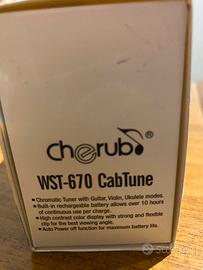 cherub®
WST-670 CabTune
• Chromatic Tuner with Guitar, Violin, Ukulele modes.
• Built-in rechargeable battery allows over 10 hours
of continuous use per charge.
• High contrast color display with strong and flexible
clip for the best viewing angle.
• Auto Power off function for maximum battery life.
subito